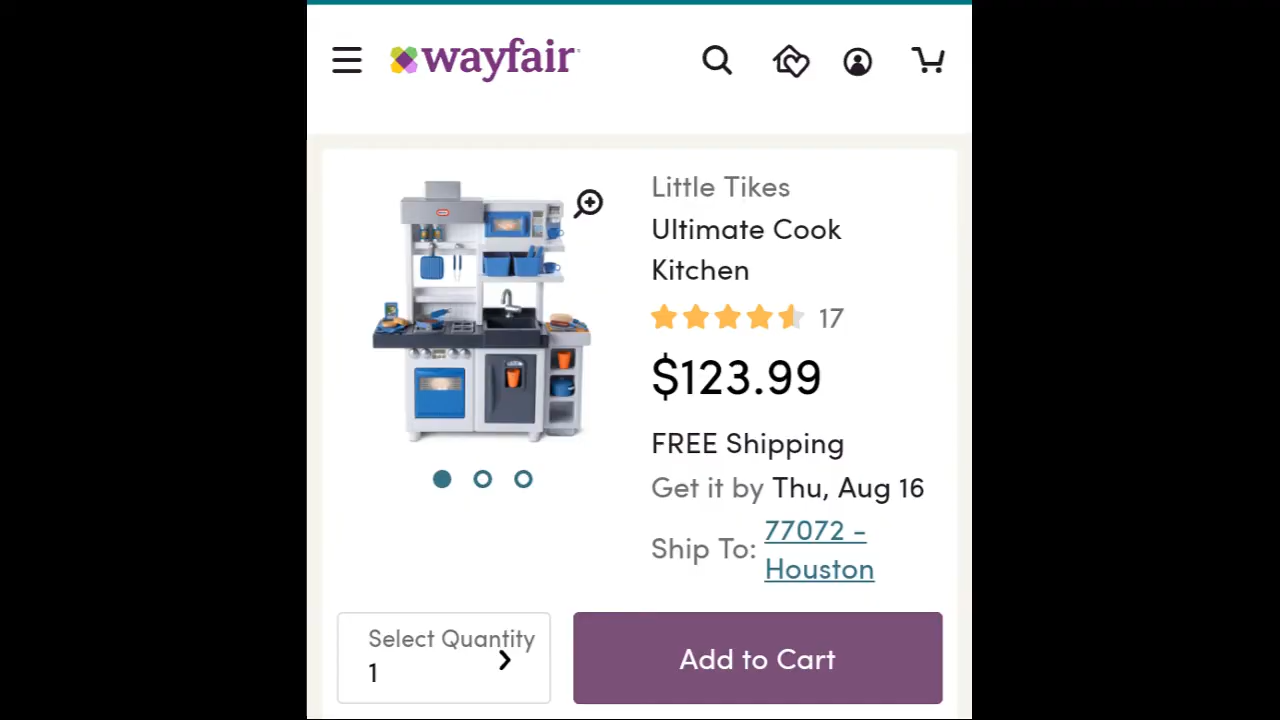 wayfair
Little Tikes
Ultimate Cook
Kitchen
17
$123.99
FREE Shipping
Get it by Thu, Aug 16
Ship To: 77072 -
Houston
Select Quantity
1
Add to Cart